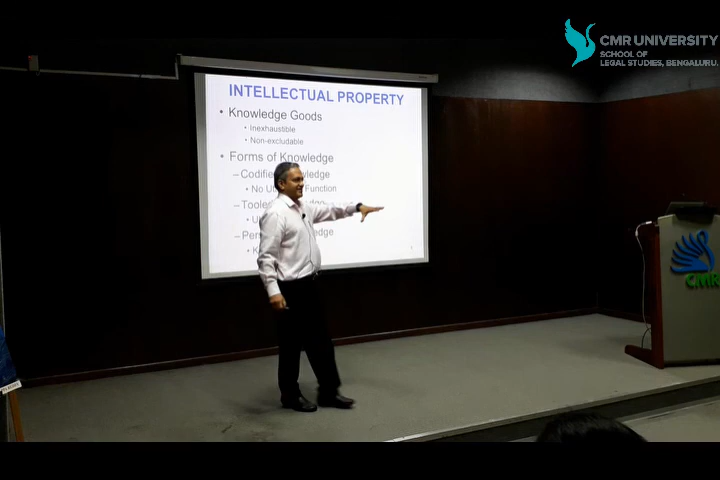 CMR UNIVERSITY
SCHOOL OF
LEGAL STUDIES, BENGALURU.
INTELLECTUAL PROPERTY
• Knowledge Goods
• Inexhaustible
• Non-excludable
• Forms of Knowledge
–Codified
• No Function
CMR